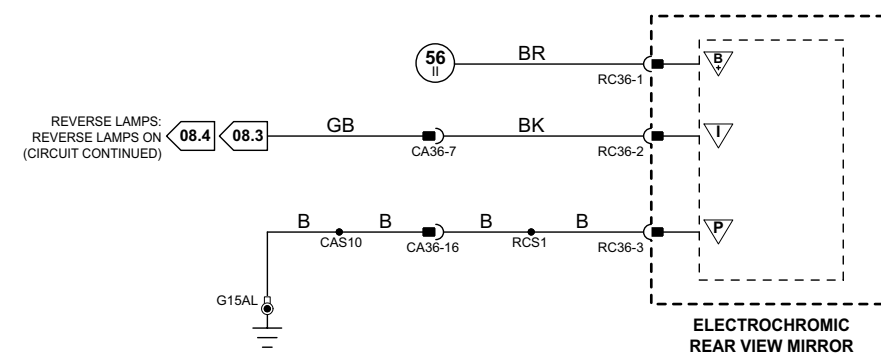 56
II
BR
RC36-1
B
+
REVERSE LAMPS:
REVERSE LAMPS ON
(CIRCUIT CONTINUED)
08.4
08.3
GB
CA36-7
BK
RC36-2
I
B
CAS10
B
CA36-16
B
RCS1
B
RC36-3
P
G15AL
ELECTROCHROMIC
REAR VIEW MIRROR